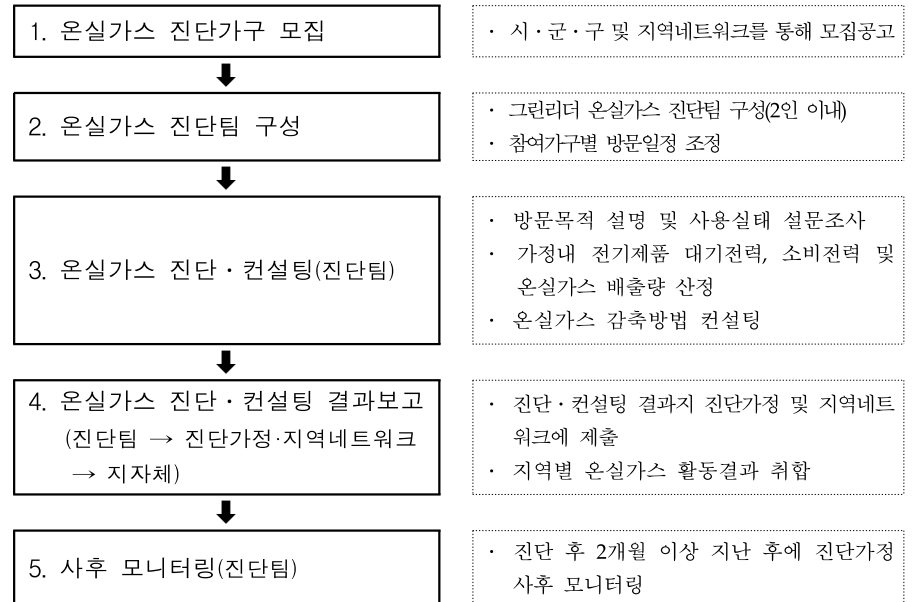 1. 온실가스 진단가구 모집
· 시·군·구 및 지역네트워크를 통해 모집공고
2. 온실가스 진단팀 구성
· 그린리더 온실가스 진단팀 구성(2인 이내)
· 참여가구별 방문일정 조정
3. 온실가스 진단·컨설팅(진단팀)
· 방문목적 설명 및 사용실태 설문조사
· 가정내 전기제품 대기전력, 소비전력 및
온실가스 배출량 산정
· 온실가스 감축방법 컨설팅
4. 온실가스 진단·컨설팅 결과보고
(진단팀 → 진단가정·지역네트워크
→ 지자체)
· 진단·컨설팅 결과지 진단가정 및 지역네트
워크에 제출
· 지역별 온실가스 활동결과 취합
5. 사후 모니터링(진단팀)
· 진단 후 2개월 이상 지난 후에 진단가정
사후 모니터링